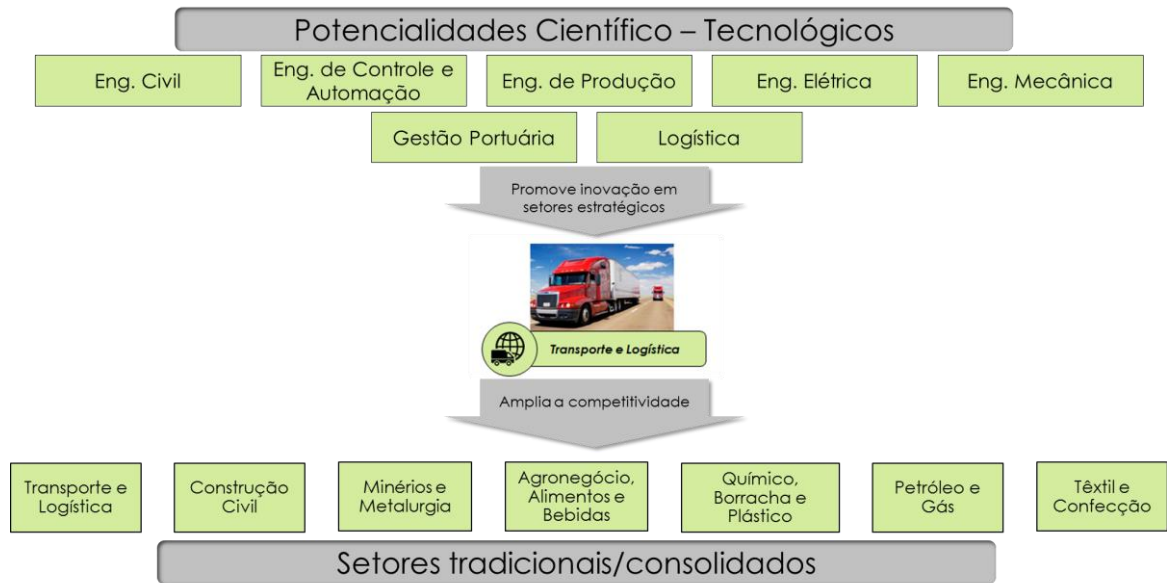 Potencialidades Científico – Tecnológicos
Eng. Civil
Eng. de Controle e
Automação
Eng. de Produção
Eng. Elétrica
Eng. Mecânica
Gestão Portuária
Logística
Promove inovação em
setores estratégicos
Transporte e Logística
Amplia a competitividade
Transporte e
Logística
Construção
Civil
Minérios e
Metalurgia
Agronegócio,
Alimentos e
Bebidas
Químico,
Borracha e
Plástico
Petróleo e
Gás
Têxtil e
Confecção
Setores tradicionais/consolidados